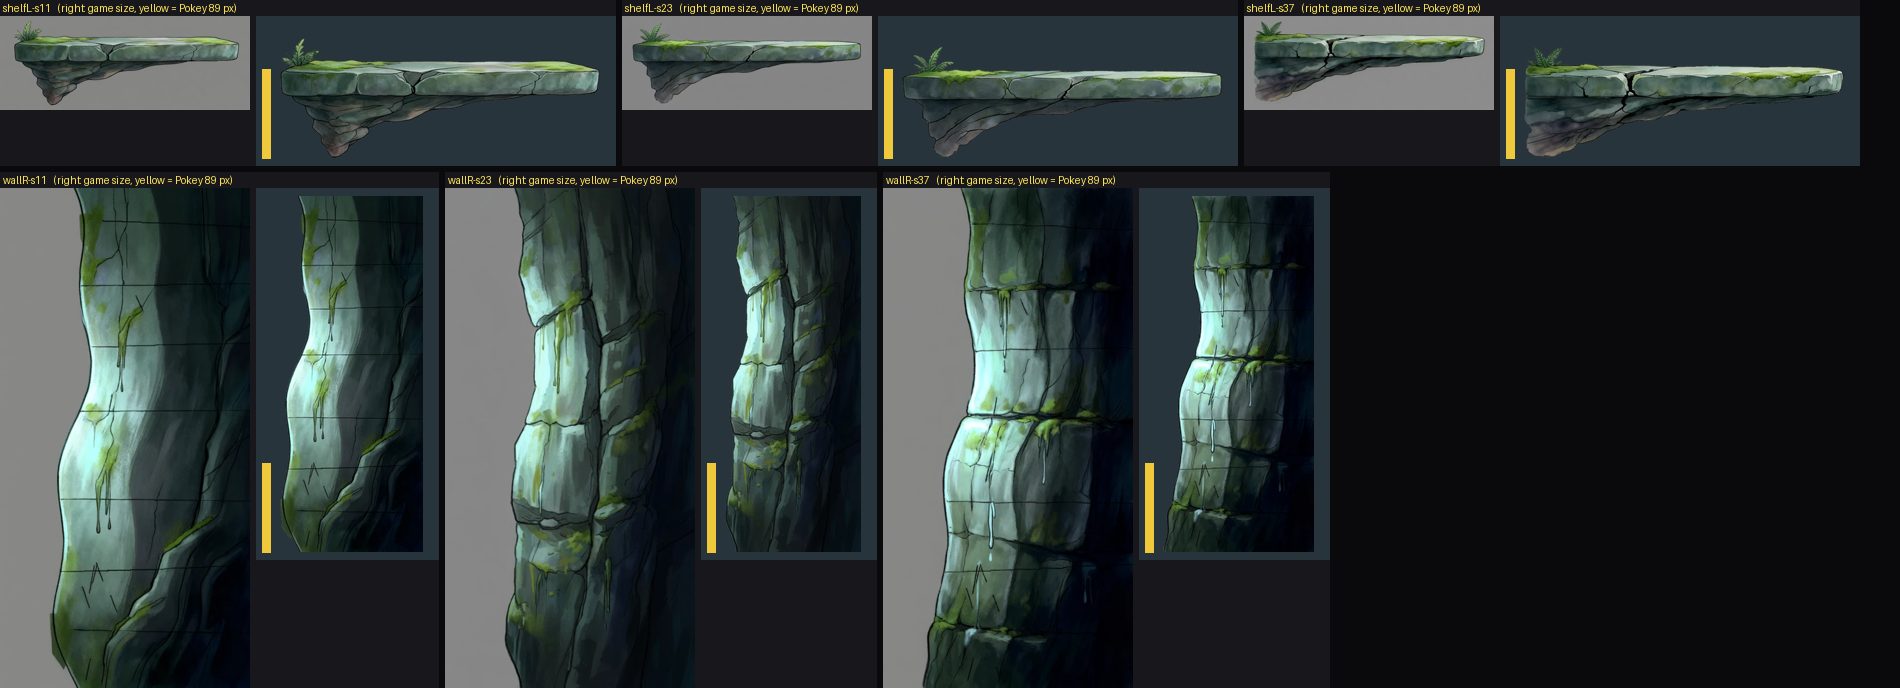 shelfL-s11 (right game size, yellow = Pokey 89 px)
shelfL-s23 (right game size, yellow = Pokey 89 px)
shelfL-s37 (right game size, yellow = Pokey 89 px)
wallR-s11 (right game size, yellow = Pokey 89 px)
wallR-s23 (right game size, yellow = Pokey 89 px)
wallR-s37 (right game size, yellow = Pokey 89 px)